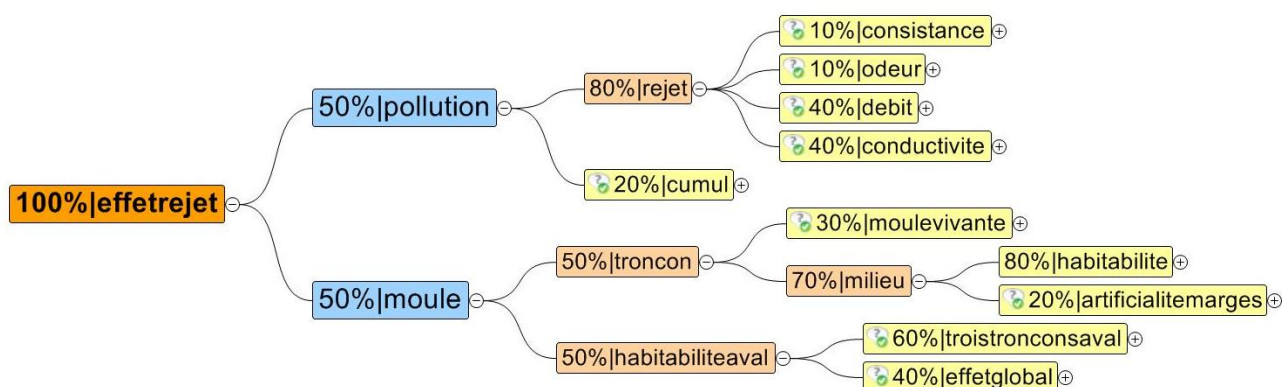 100%|effetrejet
50%|pollution
80%|rejet
10%|consistance
10%|odeur
40%|debit
40%|conductivite
20%|cumul
50%|moule
50%|troncon
30%|moulevivante
70%|milieu
80%|habitabilite
20%|artificialitemarges
50%|habitabiliteaval
60%|troistronconsaval
40%|effetglobal